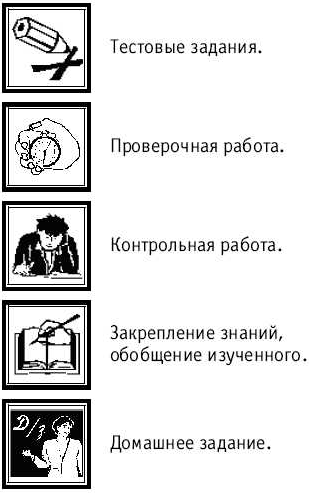 Тестовые задания.
Проверочная работа.
Контрольная работа.
Закрепление знаний,
обобщение изученного.
Д/з
Домашнее задание.